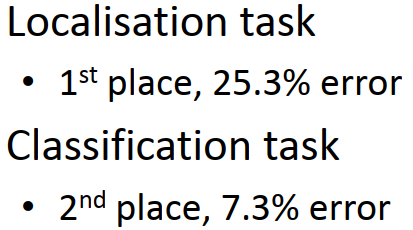 Localisation task
• 1st place, 25.3% error
Classification task
• 2nd place, 7.3% error